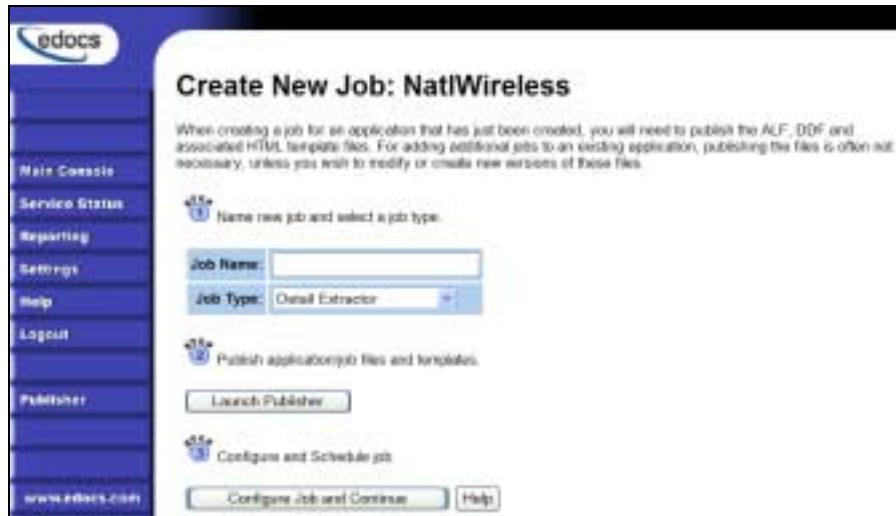 edocs
Create New Job: NatlWireless
When creating a job for an application that has just been created, you will need to publish the ALF, DDF and
associated HTML template files. For adding additional jobs to an existing application, publishing the files is often not
necessary, unless you wish to modify or create new versions of these files.
Main Console
Service Status
Reporting
Settings
Help
Logout
Publisher
www.edocs.com
1 Name new job and select a job type.
Job Name:
Job Type: Detail Extractor
2 Publish application/job files and templates.
Launch Publisher
3 Configure and Schedule job
Configure Job and Continue Help